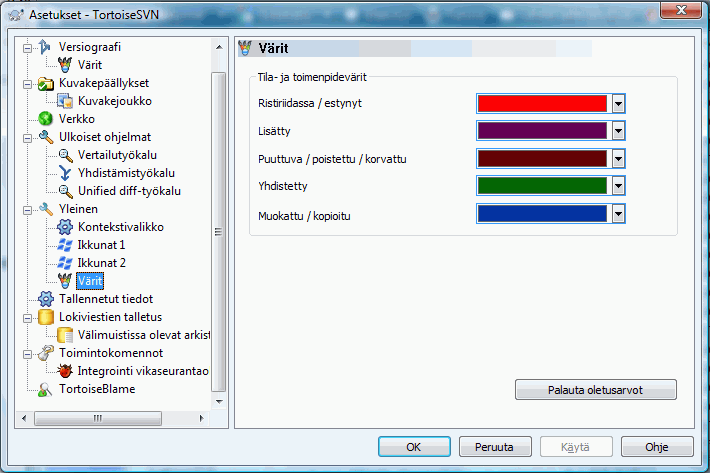 Asetukset - TortoiseSVN
Versiografi
Värit
Kuvakepäällykset
Kuvakejoukko
Verkko
Ulkoiset ohjelmat
Vertailutyökalu
Yhdistämistyökalu
Unified diff-työkalu
Yleinen
Kontekstivalikko
Ikkunat 1
Ikkunat 2
Värit
Tallennetut tiedot
Lokiviestien talletus
Välimuistissa olevat arkist
Toimintokomennot
Integrointi vikaseurantao
TortoiseBlame
Värit
Tila- ja toimenpidevärit
Ristiriidassa / estynyt
Lisätty
Puuttuva / poistettu / korvattu
Yhdistetty
Muokattu / kopioitu
Palauta oletusarvot
OK
Peruuta
Käytä
Ohje